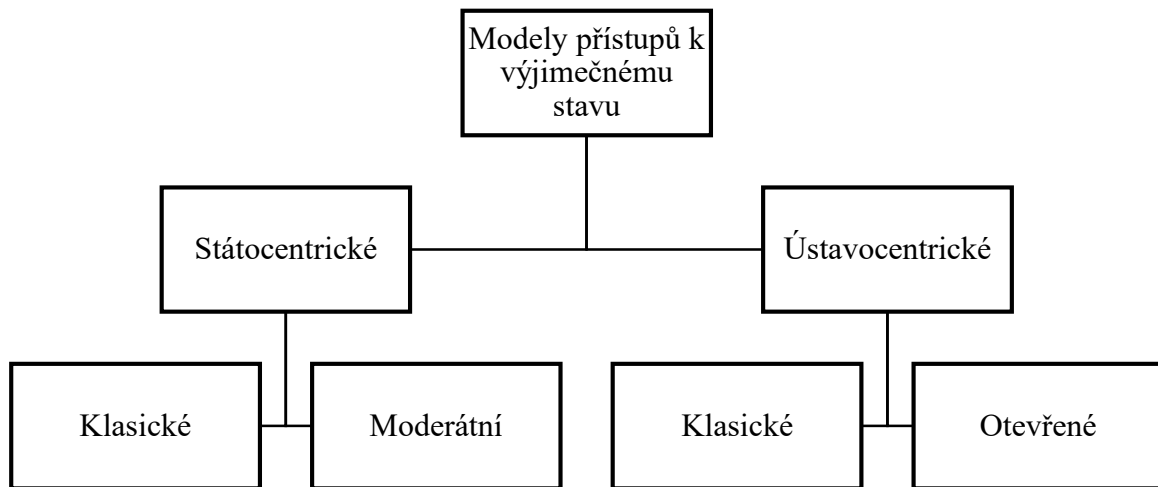 Modely přístupů k
výjimečnému
stavu
Státocentrické
Ústavocentrické
Klasické
Moderátní
Klasické
Otevřené